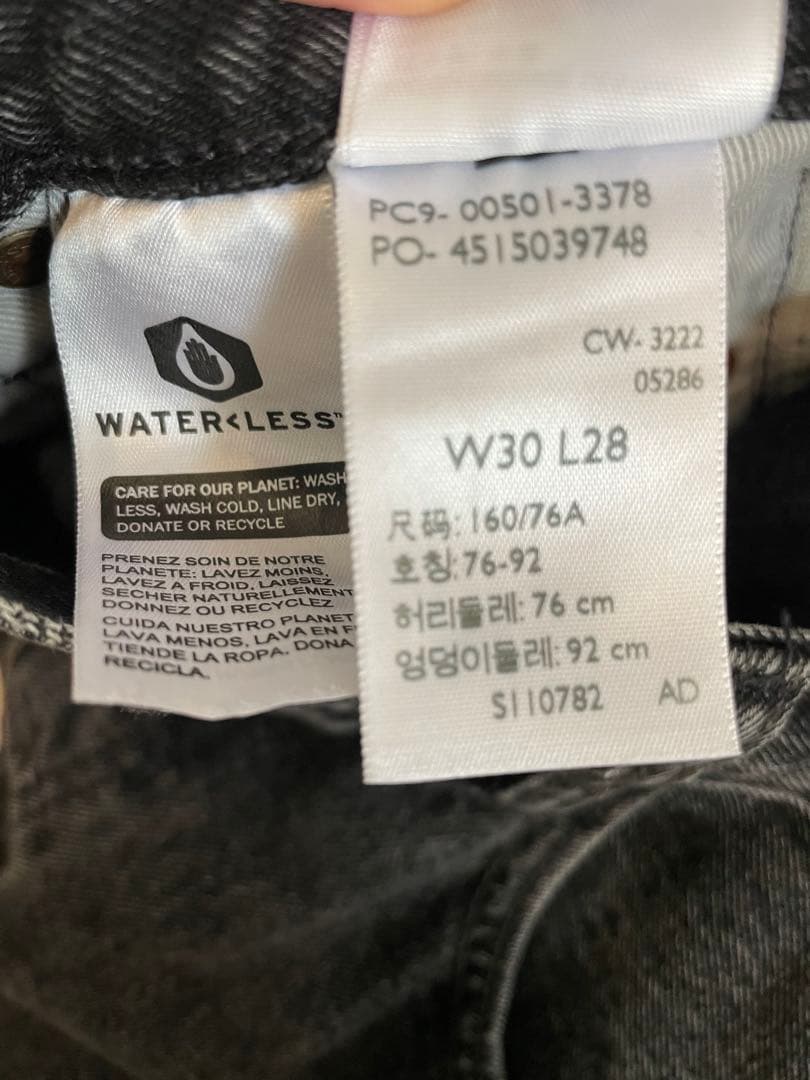 WATER<LESS™
CARE FOR OUR PLANET: WASH
LESS, WASH COLD, LINE DRY,
DONATE OR RECYCLE
PRENEZ SOIN DE NOTRE
PLANETE: LAVEZ MOINS,
LAVEZ A FROID, LAISSEZ
SECHER NATURELLEMENT
DONNEZ OU RECYCLEZ
CUIDA NUESTRO PLANET
LAVA MENOS, LAVA EN F
TIENDE LA ROPA. DONA
RECICLA.
PC9- 00501-3378
PO- 4515039748
CW- 3222
05286
W30 L28
尺码: 160/76A
호칭: 76-92
허리둘레: 76 cm
엉덩이둘레: 92 cm
S110782 AD